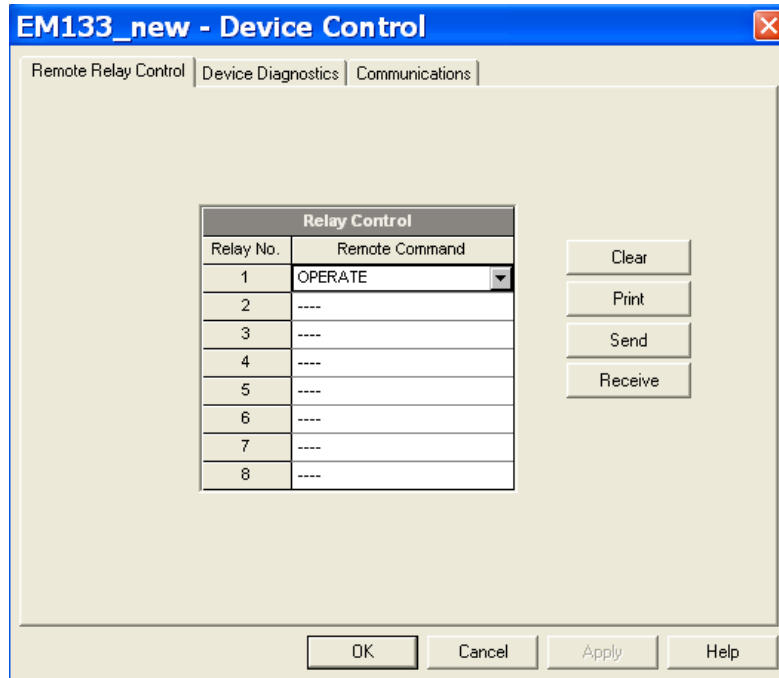 EM133_new - Device Control
Remote Relay Control Device Diagnostics Communications
Relay Control
Relay No. Remote Command
1 OPERATE
2 ----
3 ----
4 ----
5 ----
6 ----
7 ----
8 ----
Clear
Print
Send
Receive
OK Cancel Apply Help